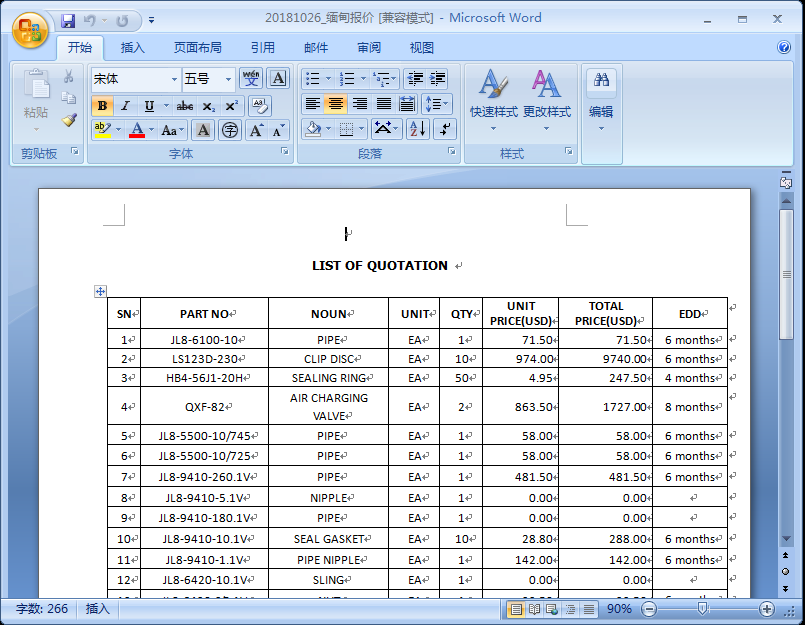 20181026_缅甸报价 [兼容模式] - Microsoft Word
开始 插入 页面布局 引用 邮件 审阅 视图
宋体 五号 wén A
粘贴 B I U abc X₂ X² Aa 快速样式 更改样式 编辑
ab A Aa A 字 A A
剪贴板 字体 段落 样式
LIST OF QUOTATION
SN PART NO NOUN UNIT QTY UNIT PRICE(USD) TOTAL PRICE(USD) EDD
1 JL8-6100-10 PIPE EA 1 71.50 71.50 6 months
2 LS123D-230 CLIP DISC EA 10 974.00 9740.00 6 months
3 HB4-56J1-20H SEALING RING EA 50 4.95 247.50 4 months
4 QXF-82 AIR CHARGING VALVE EA 2 863.50 1727.00 8 months
5 JL8-5500-10/745 PIPE EA 1 58.00 58.00 6 months
6 JL8-5500-10/725 PIPE EA 1 58.00 58.00 6 months
7 JL8-9410-260.1V PIPE EA 1 481.50 481.50 6 months
8 JL8-9410-5.1V NIPPLE EA 1 0.00 0.00
9 JL8-9410-180.1V PIPE EA 1 0.00 0.00
10 JL8-9410-10.1V SEAL GASKET EA 10 28.80 288.00 6 months
11 JL8-9410-1.1V PIPE NIPPLE EA 1 142.00 142.00 6 months
12 JL8-6420-10.1V SLING EA 1 0.00 0.00
字数: 266 插入 90%